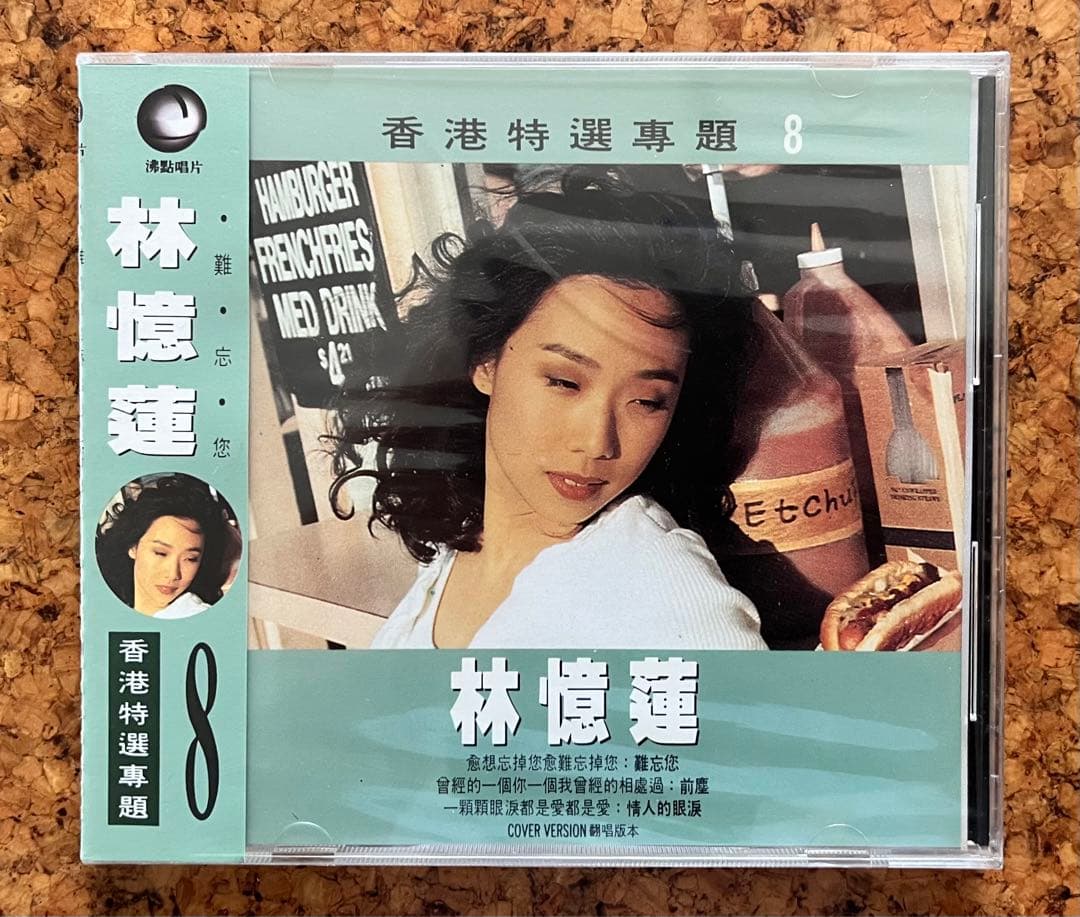 沸點唱片
林憶蓮
・難・忘・您
香港特選專題
8
香港特選專題 8
HAMBURGER
FRENCHFRIES
MED DRINK
$4.21
EtChu
林憶蓮
愈想忘掉您愈難忘掉您：難忘您
曾經的一個你一個我曾經的相處過：前塵
一顆顆眼淚都是愛都是愛：情人的眼淚
COVER VERSION 翻唱版本